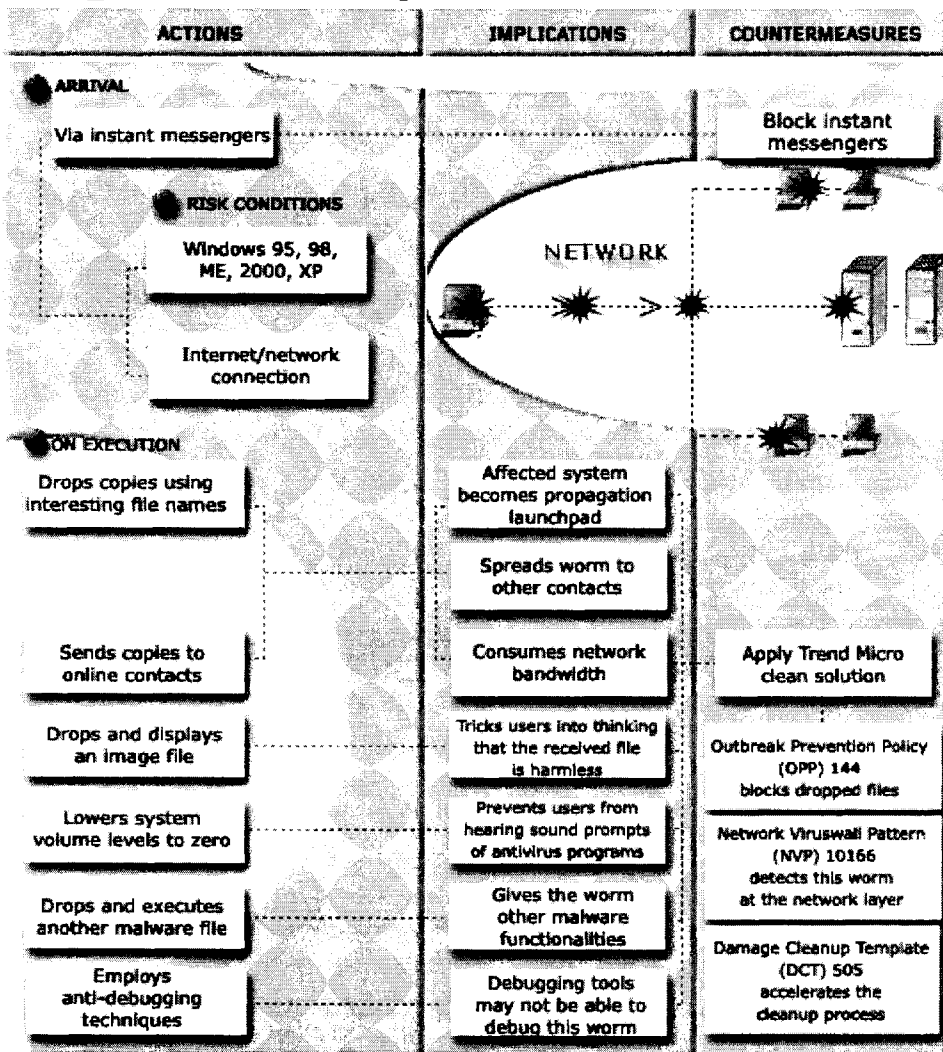 ACTIONS
IMPLICATIONS
COUNTERMEASURES
ARRIVAL
Via instant messengers
Block instant
messengers
RISK CONDITIONS
Windows 95, 98,
ME, 2000, XP
Internet/network
connection
NETWORK
ON EXECUTION
Drops copies using
interesting file names
Sends copies to
online contacts
Drops and displays
an image file
Lowers system
volume levels to zero
Drops and executes
another malware file
Employs
anti-debugging
techniques
Affected system
becomes propagation
launchpad
Spreads worm to
other contacts
Consumes network
bandwidth
Tricks users into thinking
that the received file
is harmless
Prevents users from
hearing sound prompts
of antivirus programs
Gives the worm
other malware
functionalities
Debugging tools
may not be able to
debug this worm
Apply Trend Micro
clean solution
Outbreak Prevention Policy
(OPP) 144
blocks dropped files
Network Viruswall Pattern
(NVP) 10166
detects this worm
at the network layer
Damage Cleanup Template
(DCT) 505
accelerates the
cleanup process